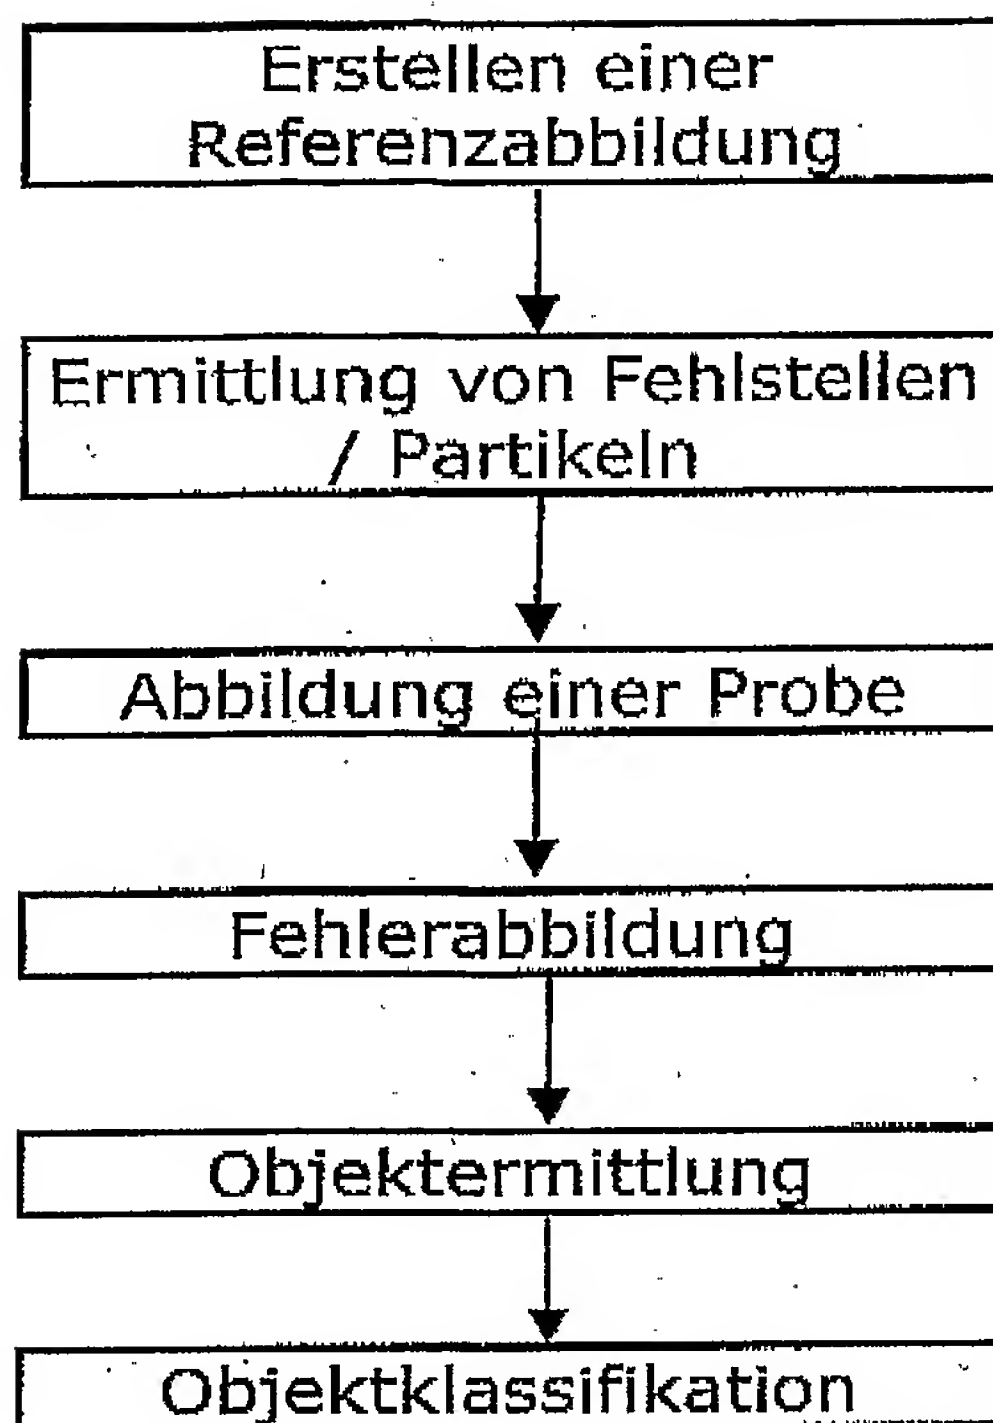 Erstellen einer
Referenzabbildung
Ermittlung von Fehlstellen
/ Partikeln
Abbildung einer Probe
Fehlerabbildung
Objektermittlung
Objektklassifikation